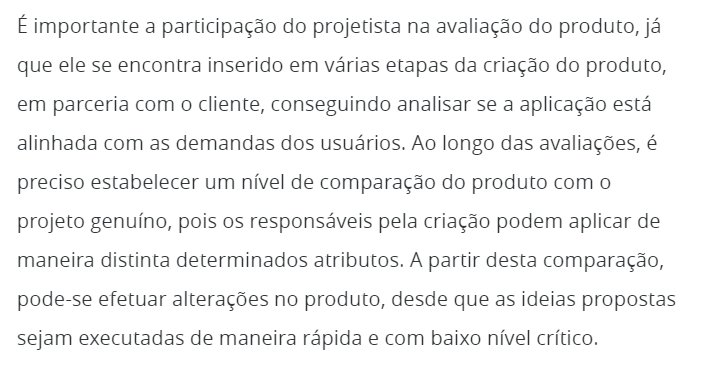 É importante a participação do projetista na avaliação do produto, já
que ele se encontra inserido em várias etapas da criação do produto,
em parceria com o cliente, conseguindo analisar se a aplicação está
alinhada com as demandas dos usuários. Ao longo das avaliações, é
preciso estabelecer um nível de comparação do produto com o
projeto genuíno, pois os responsáveis pela criação podem aplicar de
maneira distinta determinados atributos. A partir desta comparação,
pode-se efetuar alterações no produto, desde que as ideias propostas
sejam executadas de maneira rápida e com baixo nível crítico.